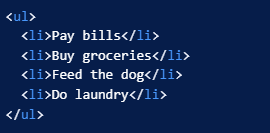 <ul>
  <li>Pay bills</li>
  <li>Buy groceries</li>
  <li>Feed the dog</li>
  <li>Do laundry</li>
</ul>